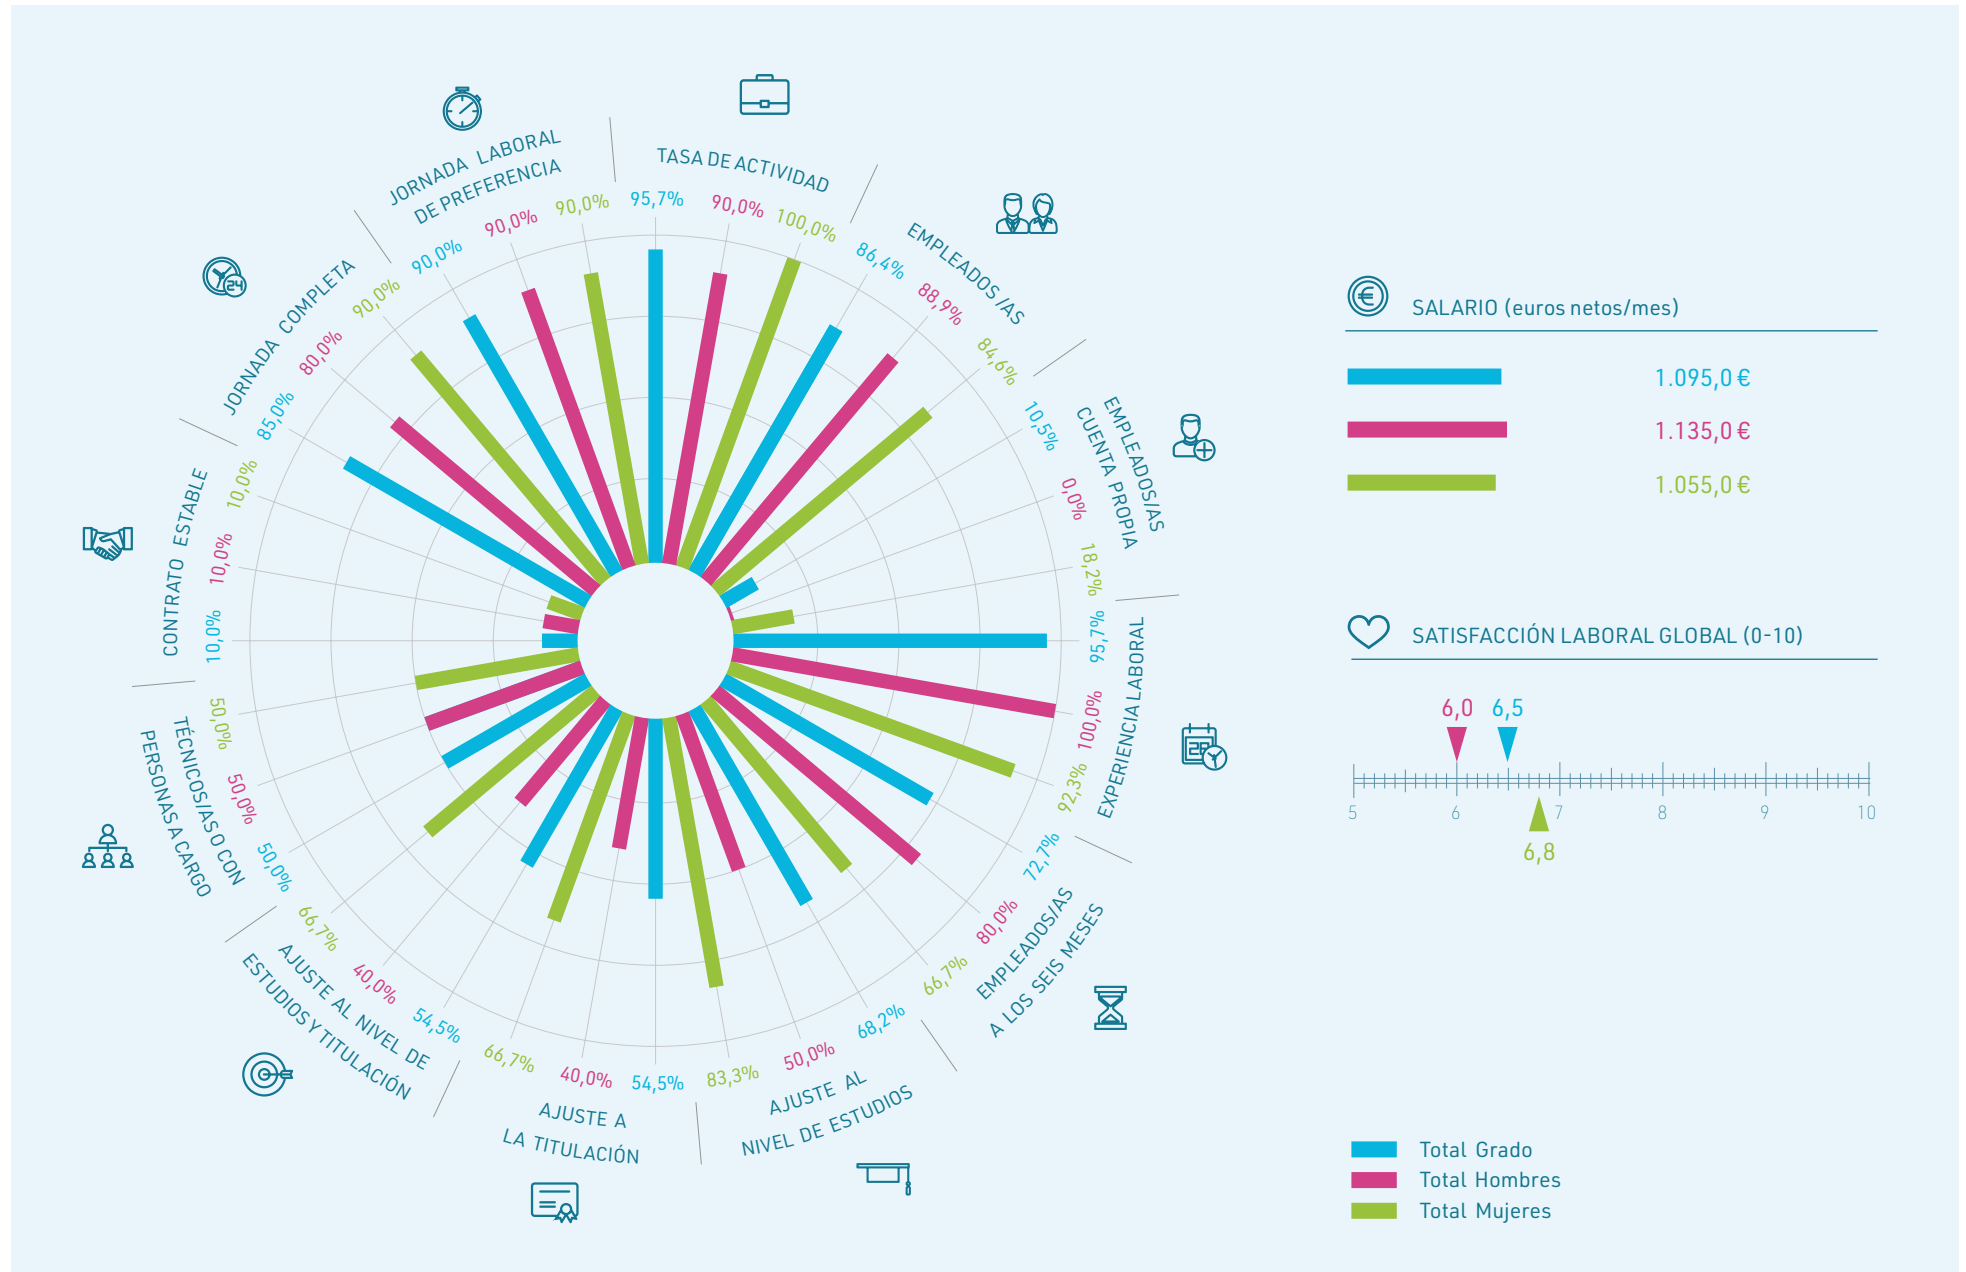 TASA DE ACTIVIDAD
95,7%
90,0%
100,0%
EMPLEADOS/AS
86,4%
88,9%
84,6%
EMPLEADOS/AS
CUENTA PROPIA
10,5%
0,0%
18,2%
EXPERIENCIA LABORAL
95,7%
100,0%
92,3%
EMPLEADOS/AS
A LOS SEIS MESES
72,7%
80,0%
66,7%
AJUSTE AL
NIVEL DE ESTUDIOS
68,2%
50,0%
83,3%
AJUSTE A
LA TITULACIÓN
54,5%
40,0%
66,7%
AJUSTE AL NIVEL DE
ESTUDIOS Y TITULACIÓN
54,5%
40,0%
66,7%
TÉCNICOS/AS O CON
PERSONAS A CARGO
50,0%
50,0%
50,0%
CONTRATO ESTABLE
10,0%
10,0%
10,0%
JORNADA COMPLETA
85,0%
80,0%
90,0%
JORNADA LABORAL
DE PREFERENCIA
90,0%
90,0%
90,0%
24
28
€ SALARIO (euros netos/mes)
1.095,0 €
1.135,0 €
1.055,0 €
SATISFACCIÓN LABORAL GLOBAL (0-10)
6,0 6,5
5 6 7 8 9 10
6,8
Total Grado
Total Hombres
Total Mujeres